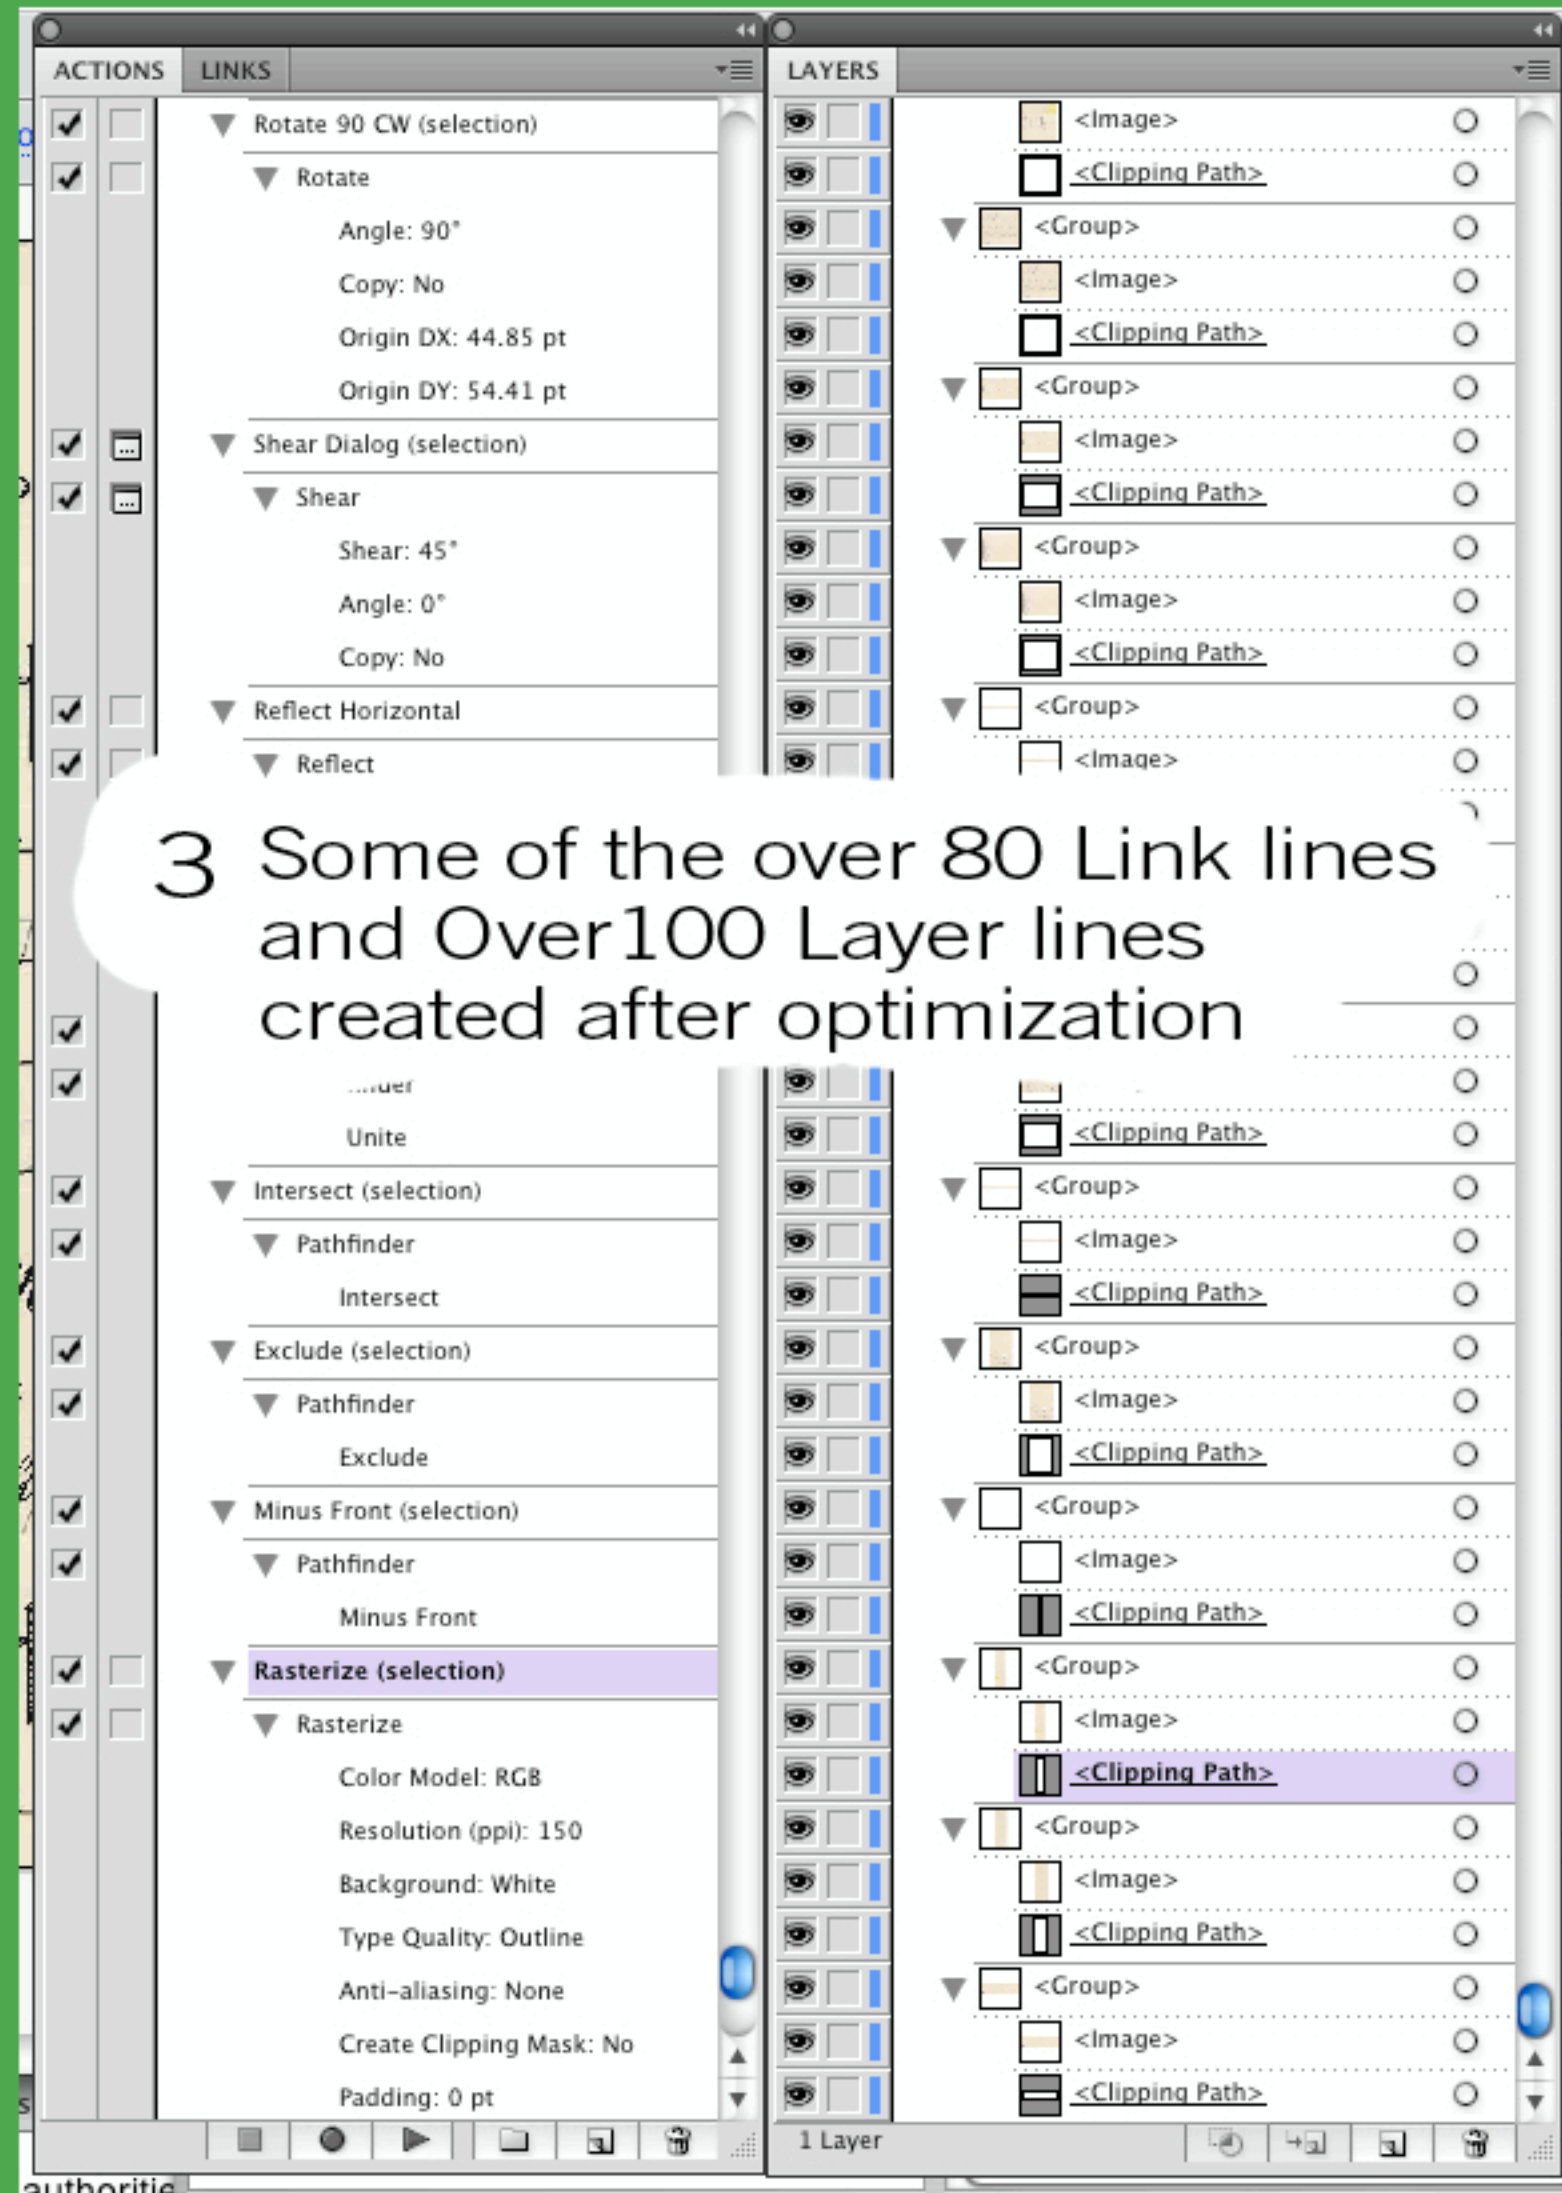 ACTIONS
LINKS
Rotate 90 CW (selection)
Rotate
Angle: 90°
Copy: No
Origin DX: 44.85 pt
Origin DY: 54.41 pt
Shear Dialog (selection)
Shear
Shear: 45°
Angle: 0°
Copy: No
Reflect Horizontal
Reflect
3 Some of the over 80 Link lines
and Over100 Layer lines
created after optimization
Unite
Intersect (selection)
Pathfinder
Intersect
Exclude (selection)
Pathfinder
Exclude
Minus Front (selection)
Pathfinder
Minus Front
Rasterize (selection)
Rasterize
Color Model: RGB
Resolution (ppi): 150
Background: White
Type Quality: Outline
Anti-aliasing: None
Create Clipping Mask: No
Padding: 0 pt
LAYERS
<Image>
<Clipping Path>
<Group>
<Image>
<Clipping Path>
<Group>
<Image>
<Clipping Path>
<Group>
<Image>
<Clipping Path>
<Group>
<Image>
<Clipping Path>
<Group>
<Image>
<Clipping Path>
<Group>
<Image>
<Clipping Path>
<Group>
<Image>
<Clipping Path>
<Group>
<Image>
<Clipping Path>
<Group>
<Image>
<Clipping Path>
<Group>
<Image>
<Clipping Path>
1 Layer